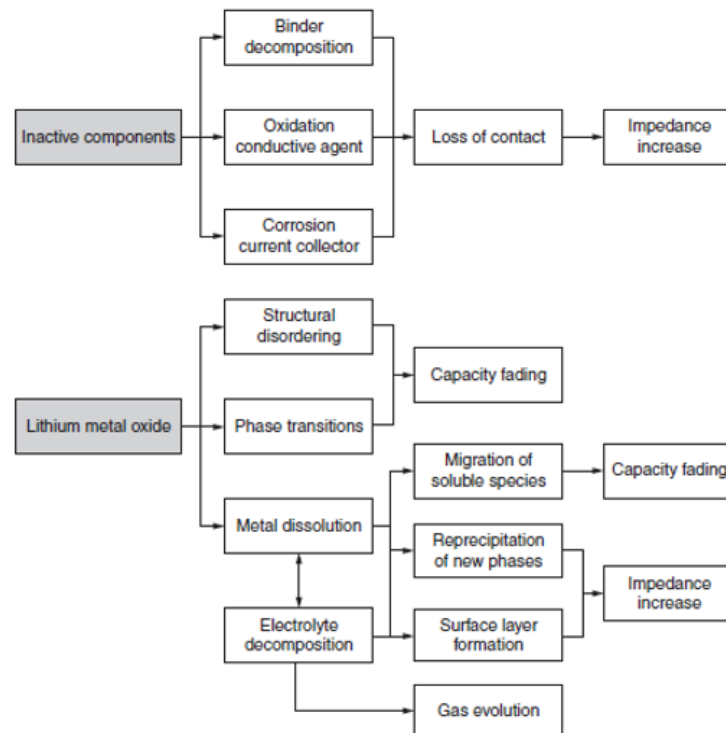 Binder
decomposition
Inactive components
Oxidation
conductive agent
Loss of contact
Impedance
increase
Corrosion
current collector
Structural
disordering
Capacity fading
Lithium metal oxide
Phase transitions
Migration of
soluble species
Capacity fading
Metal dissolution
Reprecipitation
of new phases
Impedance
increase
Electrolyte
decomposition
Surface layer
formation
Gas evolution